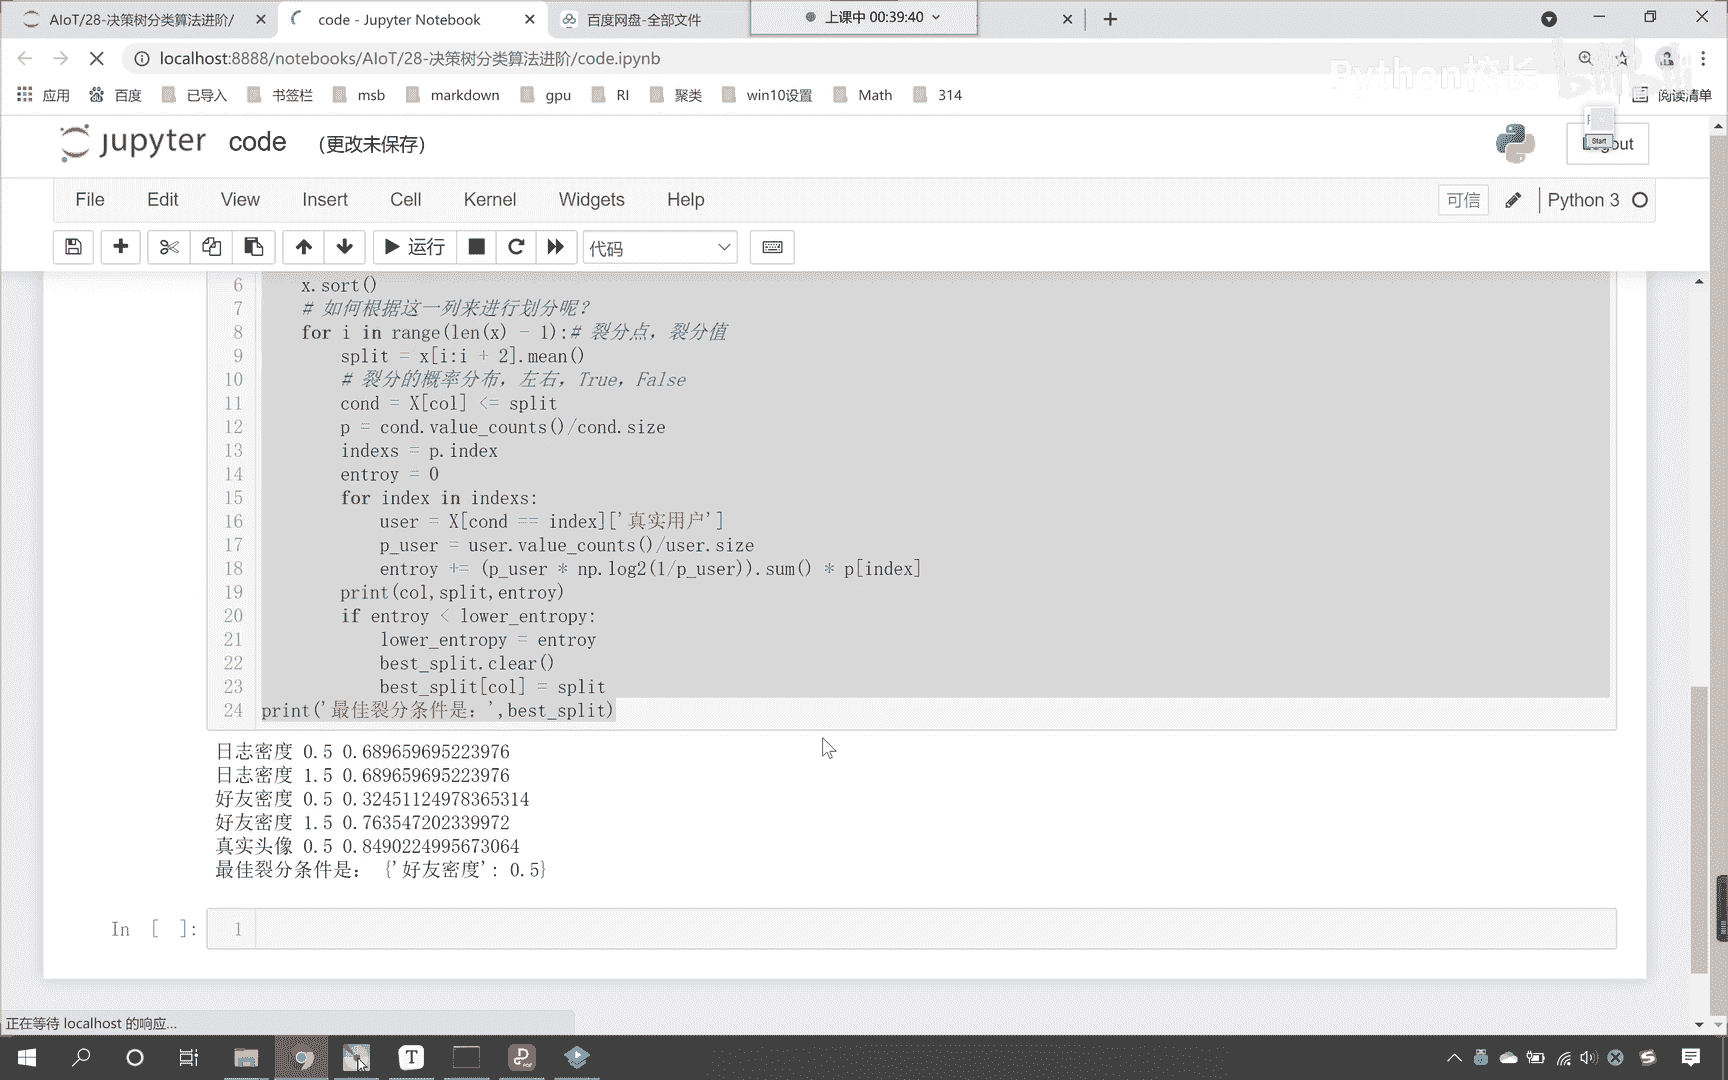 AIoT/28-决策树分类算法进阶/
code - Jupyter Notebook
百度网盘-全部文件
上课中 00:39:40
localhost:8888/notebooks/AIoT/28-决策树分类算法进阶/code.ipynb
Python校长
应用
百度
已导入
书签栏
msb
markdown
gpu
RI
聚类
win10设置
Math
314
阅读清单
jupyter code (更改未保存)
Start
Logout
File Edit View Insert Cell Kernel Widgets Help
可信
Python 3
运行
代码
6 x.sort()
7 # 如何根据这一列来进行划分呢?
8 for i in range(len(x) - 1):# 裂分点, 裂分值
9 split = x[i:i + 2].mean()
10 # 裂分的概率分布, 左右, True, False
11 cond = X[col] <= split
12 p = cond.value_counts()/cond.size
13 indexs = p.index
14 entroy = 0
15 for index in indexs:
16 user = X[cond == index]['真实用户']
17 p_user = user.value_counts()/user.size
18 entroy += (p_user * np.log2(1/p_user)).sum() * p[index]
19 print(col,split,entroy)
20 if entroy < lower_entropy:
21 lower_entropy = entroy
22 best_split.clear()
23 best_split[col] = split
24 print('最佳裂分条件是: ',best_split)
日志密度 0.5 0.689659695223976
日志密度 1.5 0.689659695223976
好友密度 0.5 0.32451124978365314
好友密度 1.5 0.763547202339972
真实头像 0.5 0.8490224995673064
最佳裂分条件是: {'好友密度': 0.5}
In [ ]: 1
正在等待 localhost 的响应...